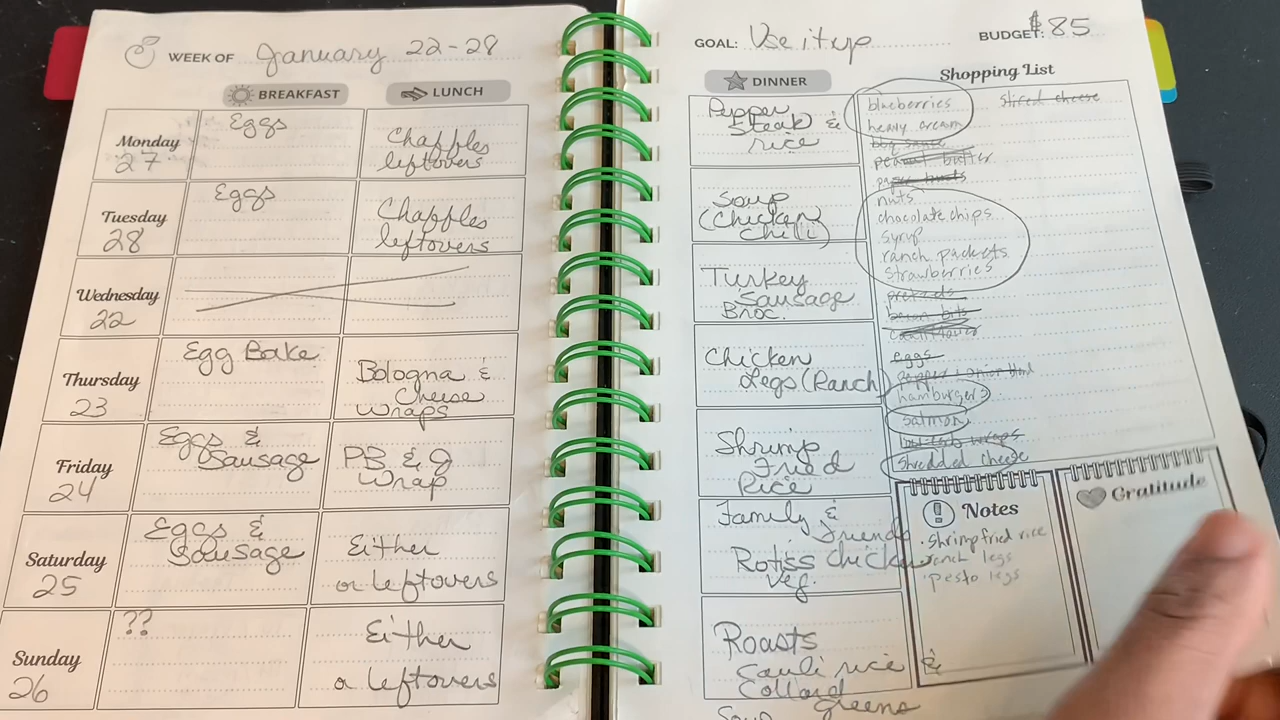 WEEK OF January 22-28
BREAKFAST
LUNCH
Monday
27
Eggs
Chaffles
leftovers
Tuesday
28
Eggs
Chaffles
leftovers
Wednesday
22
Thursday
23
Egg Bake
Bologna &
Cheese
Wraps
Friday
24
Eggs &
Sausage
PB & J
Wrap
Saturday
25
Eggs &
Sausage
Either
or leftovers
Sunday
26
??
Either
or leftovers
GOAL: Use it up
BUDGET: $85
DINNER
Pepper
Steak &
rice
Soup
(Chicken
Chili)
Turkey
Sausage
Broc.
Chicken
Legs (Ranch)
Shrimp
Fried
Rice
Family &
Friends
Rotiss chicken
Veg.
Roasts
Cauli rice &
Collard
greens
Soup
Shopping List
blueberries
sliced cheese
heavy cream
bbq sauce
peanut butter
nuts
chocolate chips
syrup
ranch packets
strawberries
pretzels
eggs
hamburgers
salmon
shredded cheese
Notes
· Shrimp fried rice
· ranch legs
· pesto legs
Gratitude